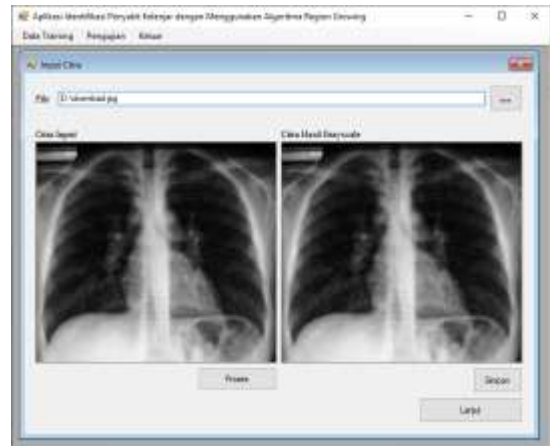 Aplikasi Identifikasi Penyakit Kelenjar dengan Menggunakan Algoritma Region Growing
Data Training Pengujian Keluar
Input Citra
File
Citra Input
Citra Hasil Grayscale
Proses
Simpan
Lanjut